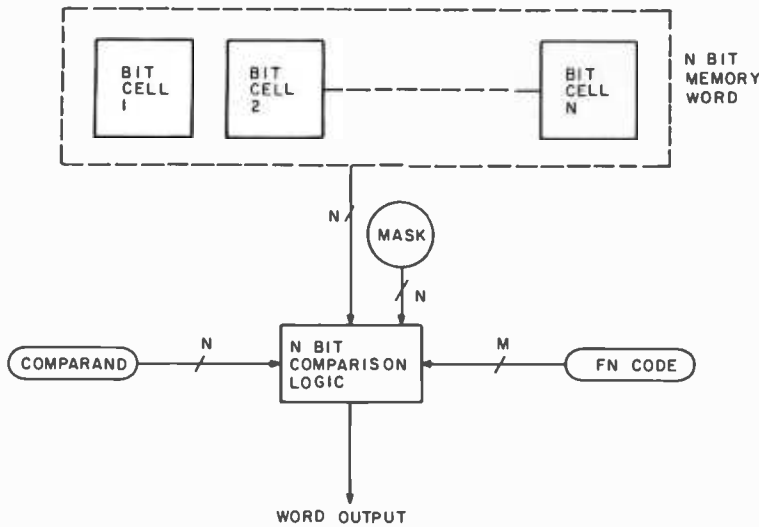 BIT
CELL
1
BIT
CELL
2
BIT
CELL
N
N BIT
MEMORY
WORD
N
MASK
N
COMPARAND
N
N BIT
COMPARISON
LOGIC
M
FN CODE
WORD OUTPUT